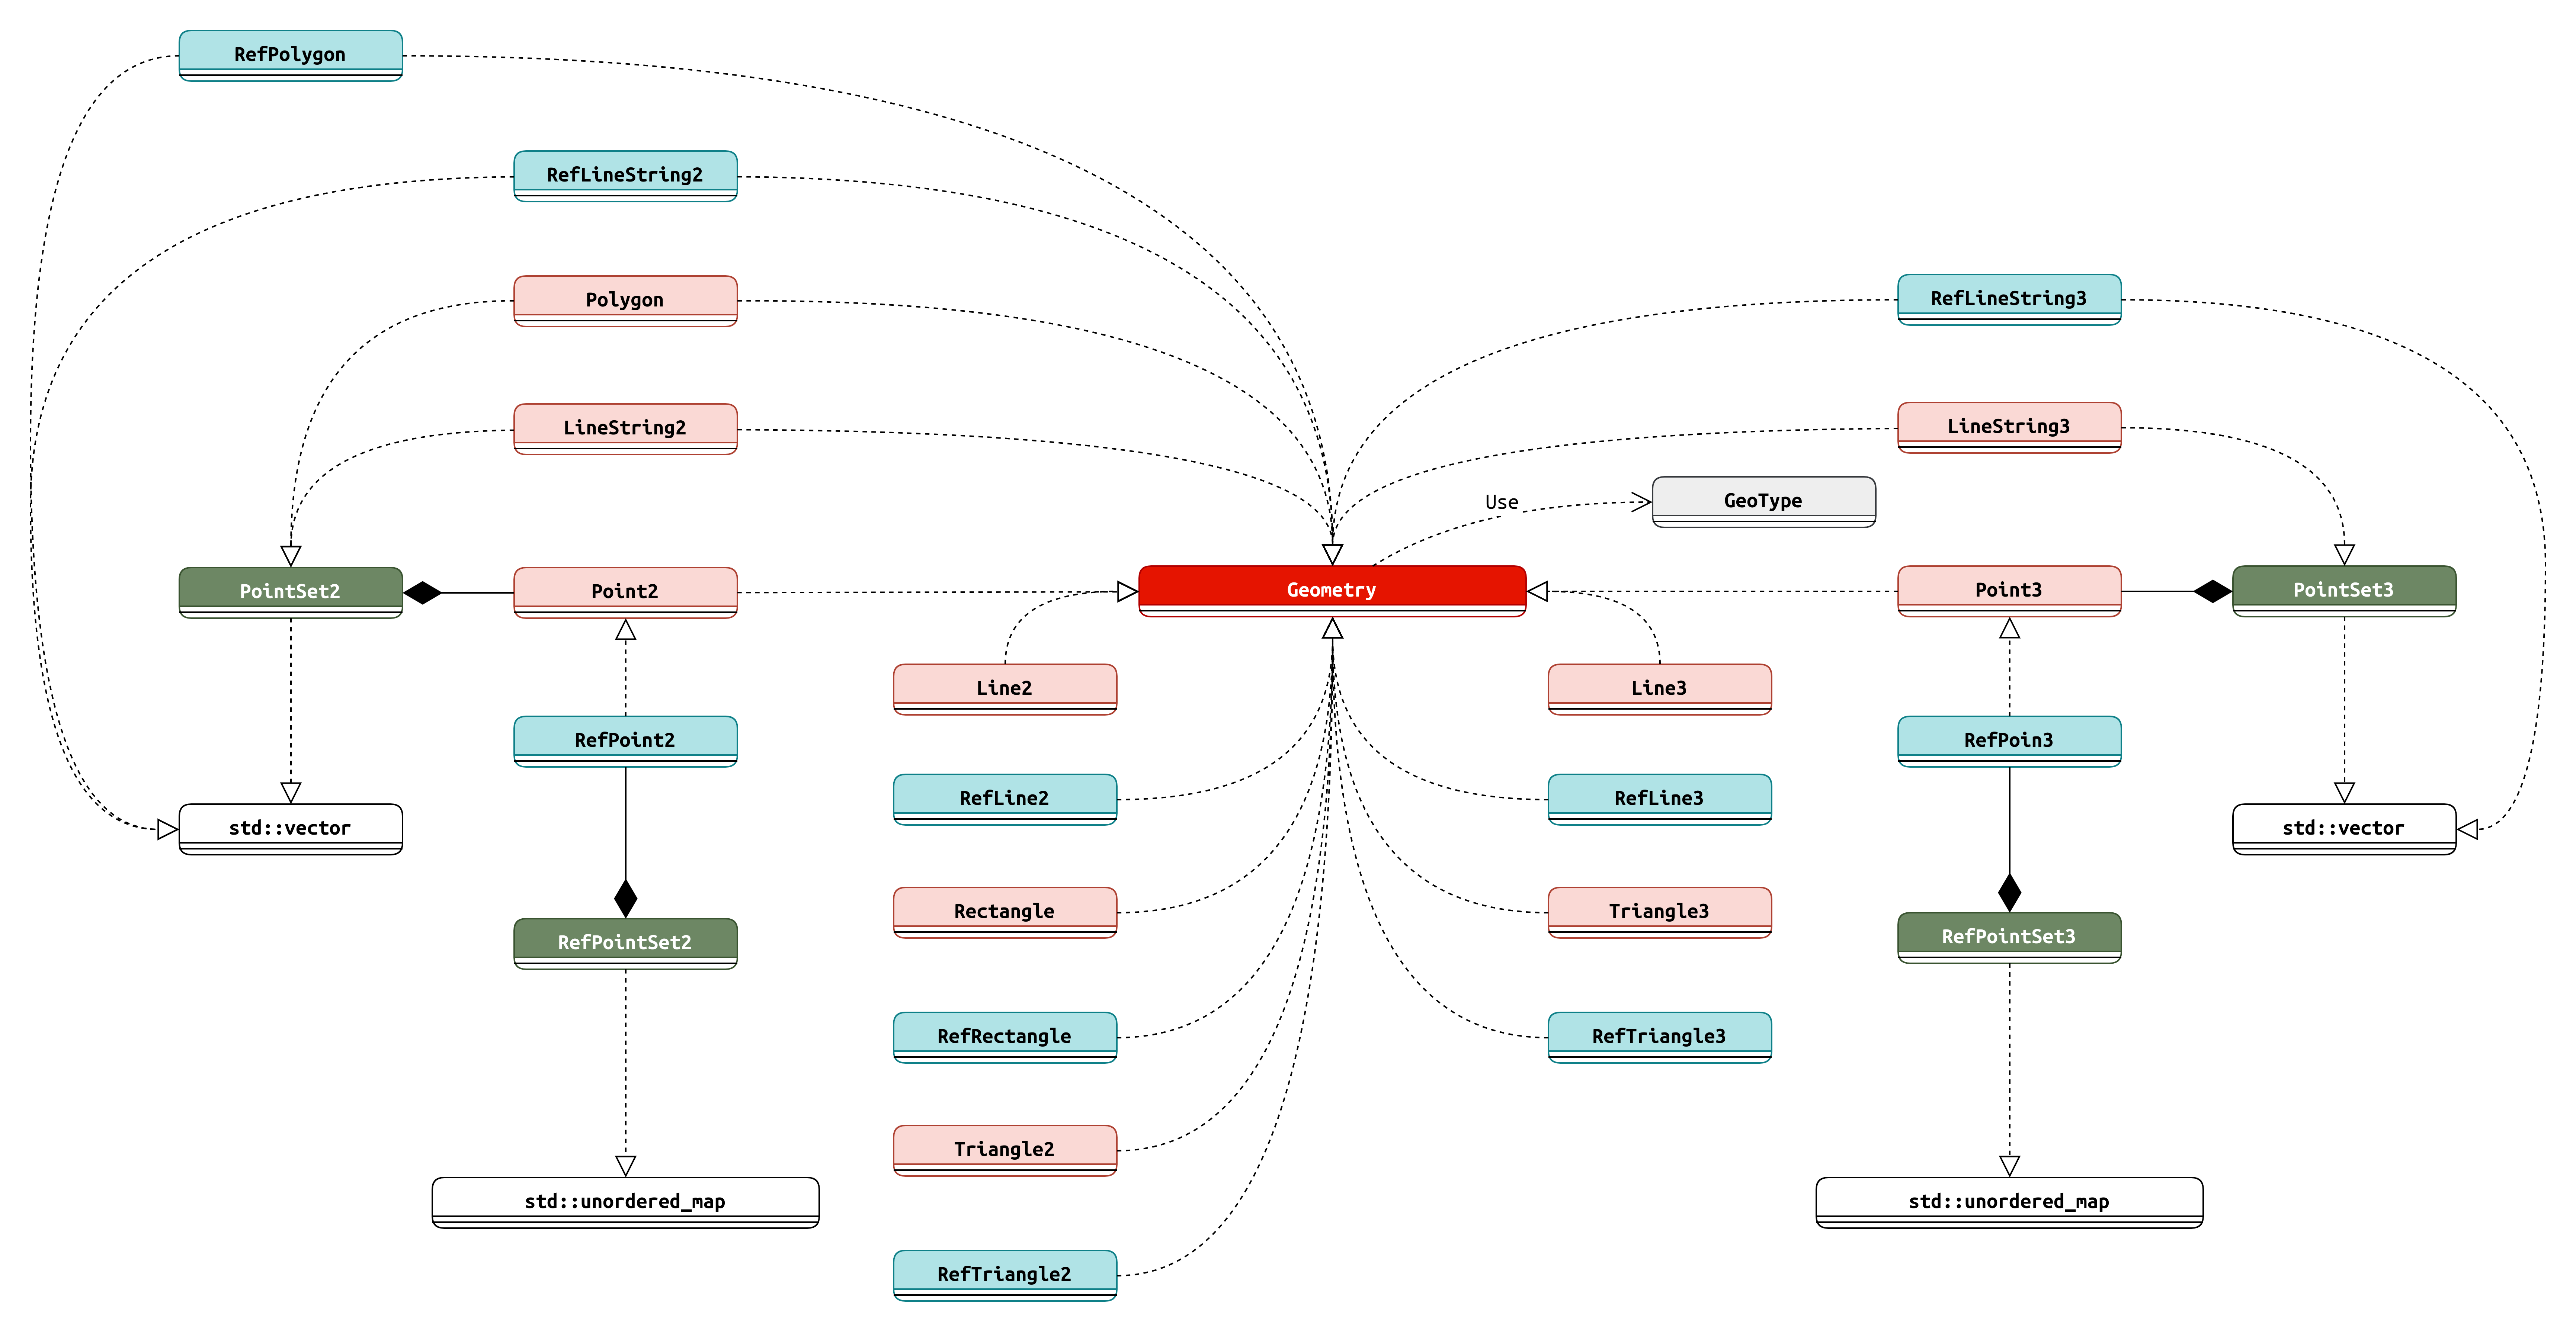 RefPolygon
RefLineString2
Polygon
RefLineString3
LineString2
LineString3
Use
GeoType
PointSet2
Point2
Geometry
Point3
PointSet3
Line2
Line3
RefPoint2
RefPoin3
RefLine2
RefLine3
std::vector
std::vector
Rectangle
Triangle3
RefPointSet2
RefPointSet3
RefRectangle
RefTriangle3
Triangle2
std::unordered_map
std::unordered_map
RefTriangle2